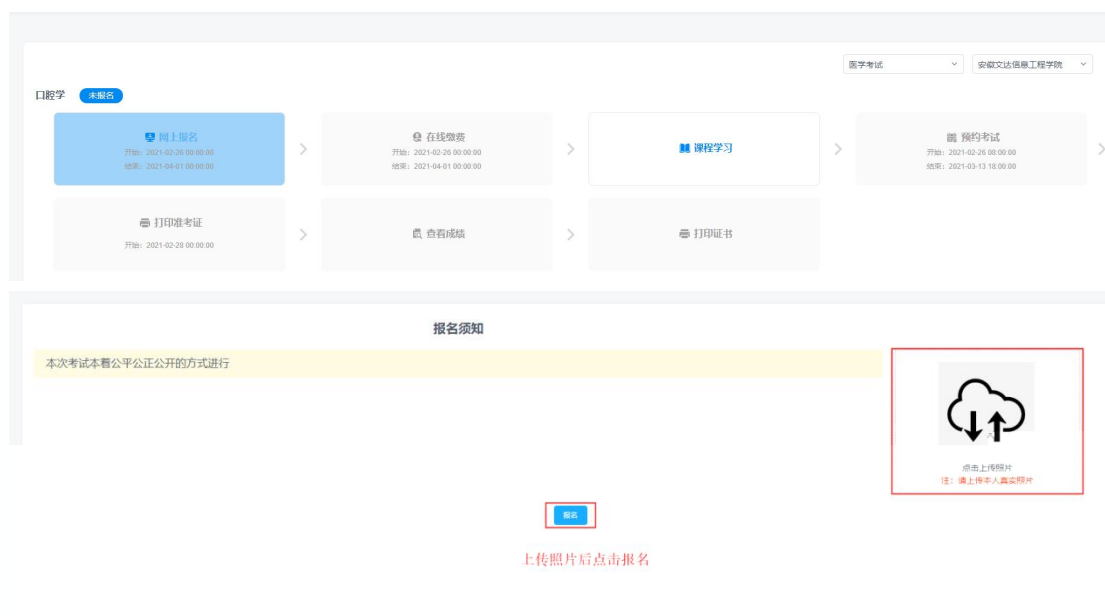 医学考试
安徽文达信息工程学院
口腔学
未报名
网上报名
开始：2021-02-26 00:00:00
结束：2021-04-01 00:00:00
在线缴费
开始：2021-02-26 00:00:00
结束：2021-04-01 00:00:00
课程学习
预约考试
开始：2021-02-26 00:00:00
结束：2021-03-13 18:00:00
打印准考证
开始：2021-02-28 00:00:00
查看成绩
打印证书
报名须知
本次考试本着公平公正公开的方式进行
点击上传照片
注：请上传本人真实照片
报名
上传照片后点击报名